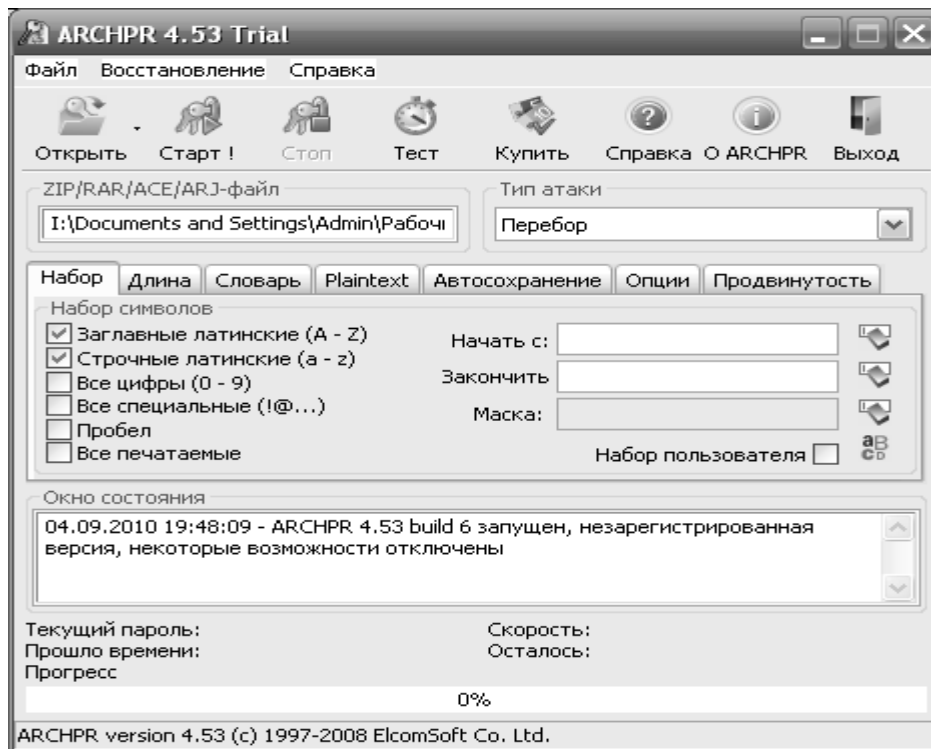 ARCHPR 4.53 Trial
Файл Восстановление Справка
Открыть Старт ! Стоп Тест Купить Справка О ARCHPR Выход
ZIP/RAR/ACE/ARJ-файл
I:\Documents and Settings\Admin\Рабочи
Тип атаки
Перебор
Набор Длина Словарь Plaintext Автосохранение Опции Продвинутость
Набор символов
Заглавные латинские (A - Z)
Строчные латинские (a - z)
Все цифры (0 - 9)
Все специальные (!@...)
Пробел
Все печатаемые
Начать с:
Закончить
Маска:
Набор пользователя
aB
CD
Окно состояния
04.09.2010 19:48:09 - ARCHPR 4.53 build 6 запущен, незарегистрированная
версия, некоторые возможности отключены
Текущий пароль:
Прошло времени:
Прогресс
Скорость:
Осталось:
0%
ARCHPR version 4.53 (c) 1997-2008 ElcomSoft Co. Ltd.